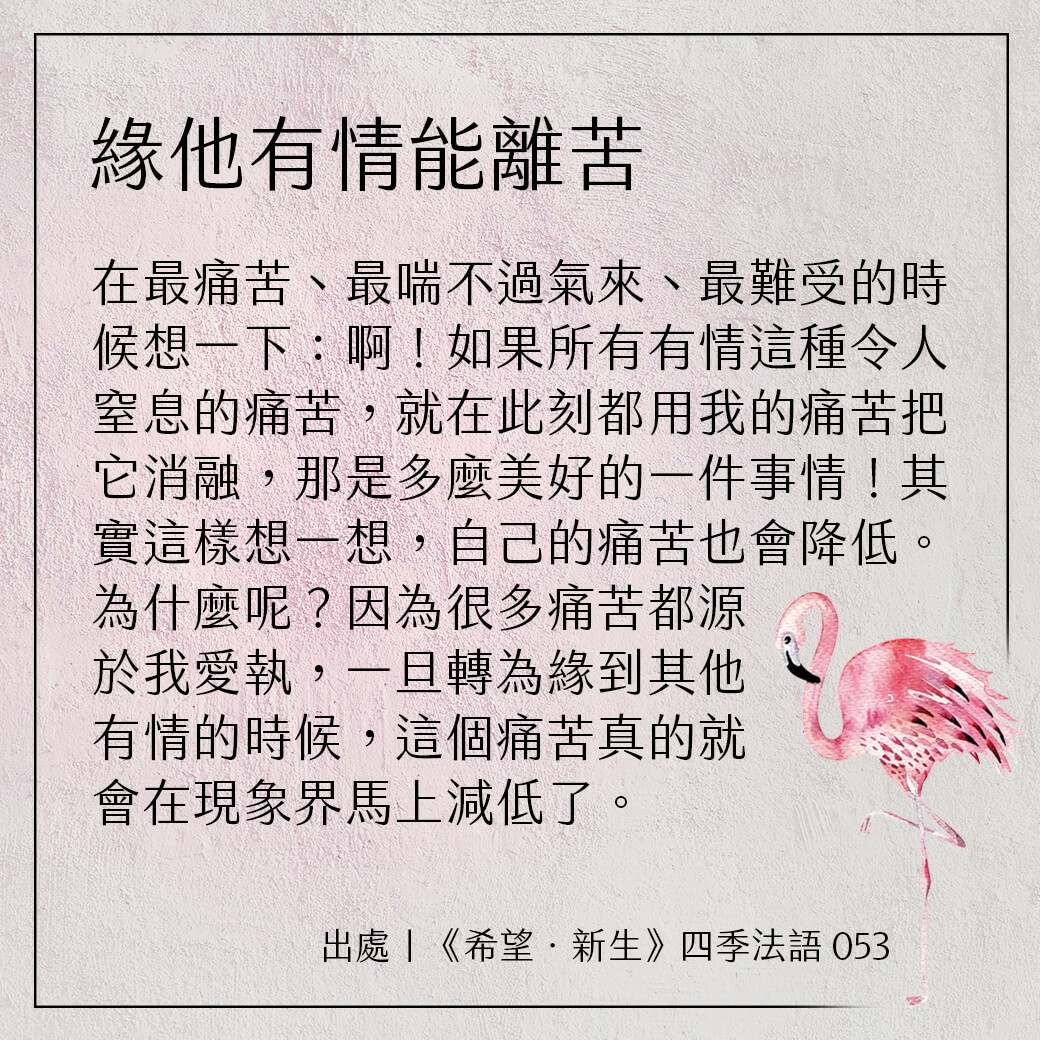 緣他有情能離苦
在最痛苦、最喘不過氣來、最難受的時
候想一下：啊！如果所有有情這種令人
窒息的痛苦，就在此刻都用我的痛苦把
它消融，那是多麼美好的一件事情！其
實這樣想一想，自己的痛苦也會降低。
為什麼呢？因為很多痛苦都源
於我愛執，一旦轉為緣到其他
有情的時候，這個痛苦真的就
會在現象界馬上減低了。
出處｜《希望．新生》四季法語 053